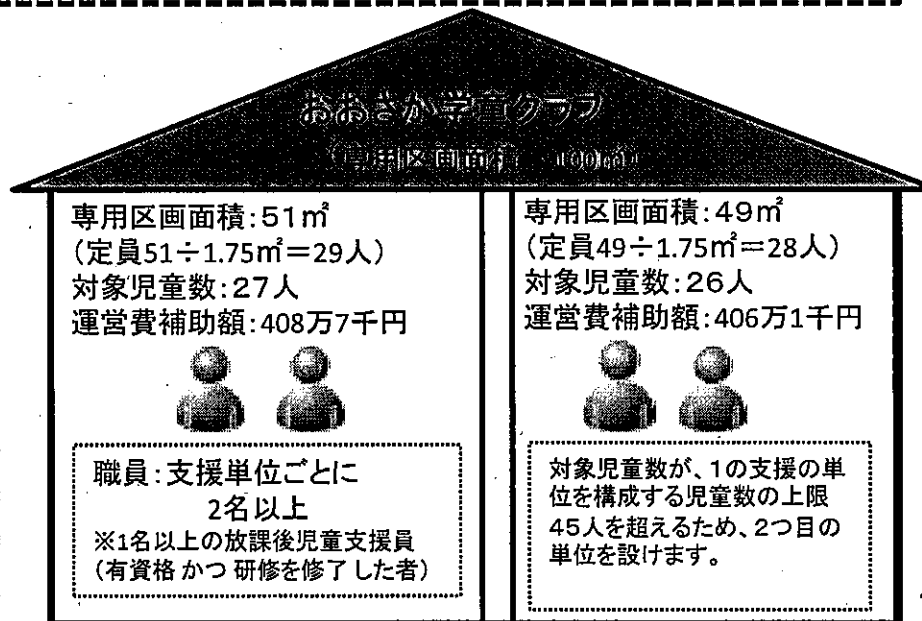 おおさか学童クラブ
専用区画面積:100㎡
専用区画面積:51㎡
(定員51÷1.75㎡=29人)
対象児童数:27人
運営費補助額:408万7千円
職員:支援単位ごとに
2名以上
※1名以上の放課後児童支援員
(有資格 かつ 研修を修了した者)
専用区画面積:49㎡
(定員49÷1.75㎡=28人)
対象児童数:26人
運営費補助額:406万1千円
対象児童数が、1の支援の単
位を構成する児童数の上限
45人を超えるため、2つ目の
単位を設けます。